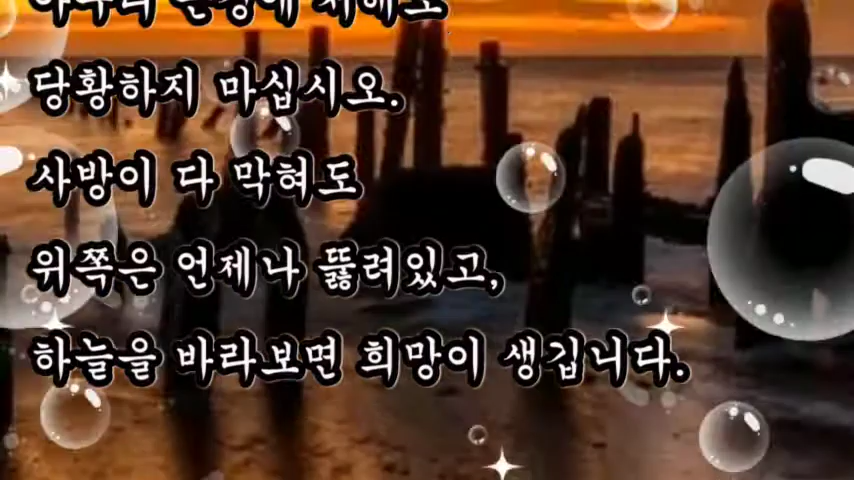 당황하지 마십시오.
사방이 다 막혀도
위쪽은 언제나 뚫려있고,
하늘을 바라보면 희망이 생깁니다.